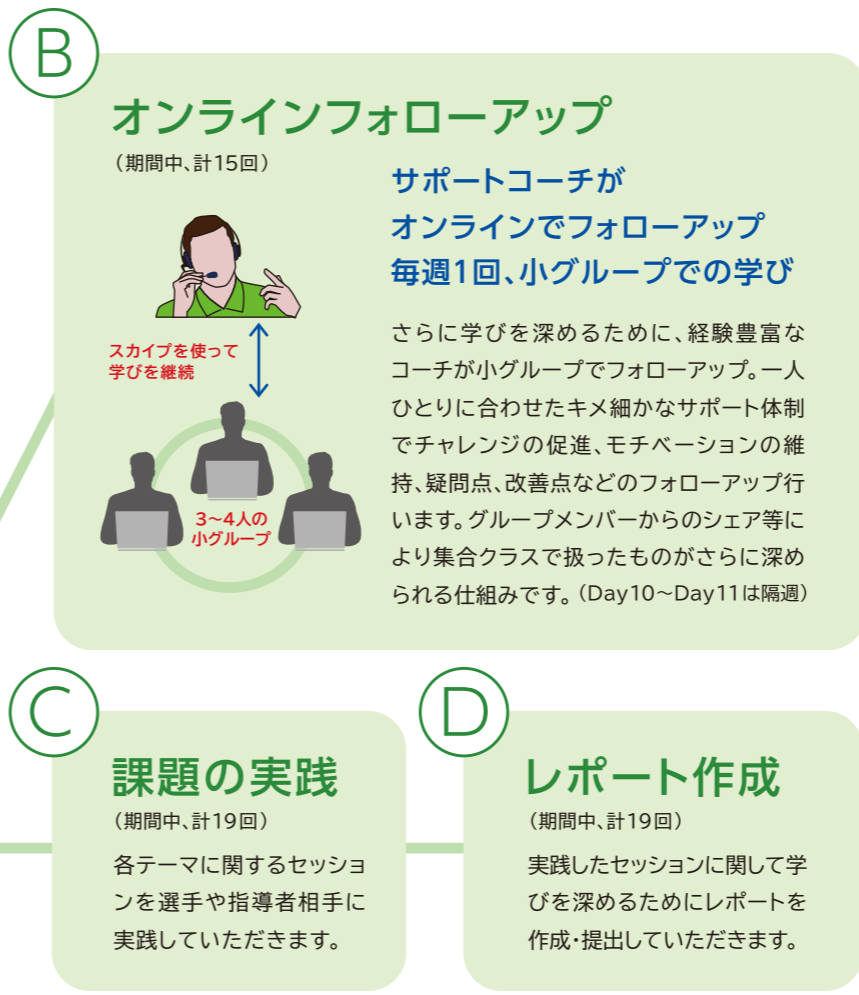 B
オンラインフォローアップ
（期間中、計15回）
サポートコーチが
オンラインでフォローアップ
毎週1回、小グループでの学び
スカイプを使って
学びを継続
3〜4人の
小グループ
さらに学びを深めるために、経験豊富な
コーチが小グループでフォローアップ。一人
ひとりに合わせたキメ細かなサポート体制
でチャレンジの促進、モチベーションの維
持、疑問点、改善点などのフォローアップ行
います。グループメンバーからのシェア等に
より集合クラスで扱ったものがさらに深め
られる仕組みです。（Day10〜Day11は隔週）
C
課題の実践
（期間中、計19回）
各テーマに関するセッショ
ンを選手や指導者相手に
実践していただきます。
D
レポート作成
（期間中、計19回）
実践したセッションに関して学
びを深めるためにレポートを
作成・提出していただきます。